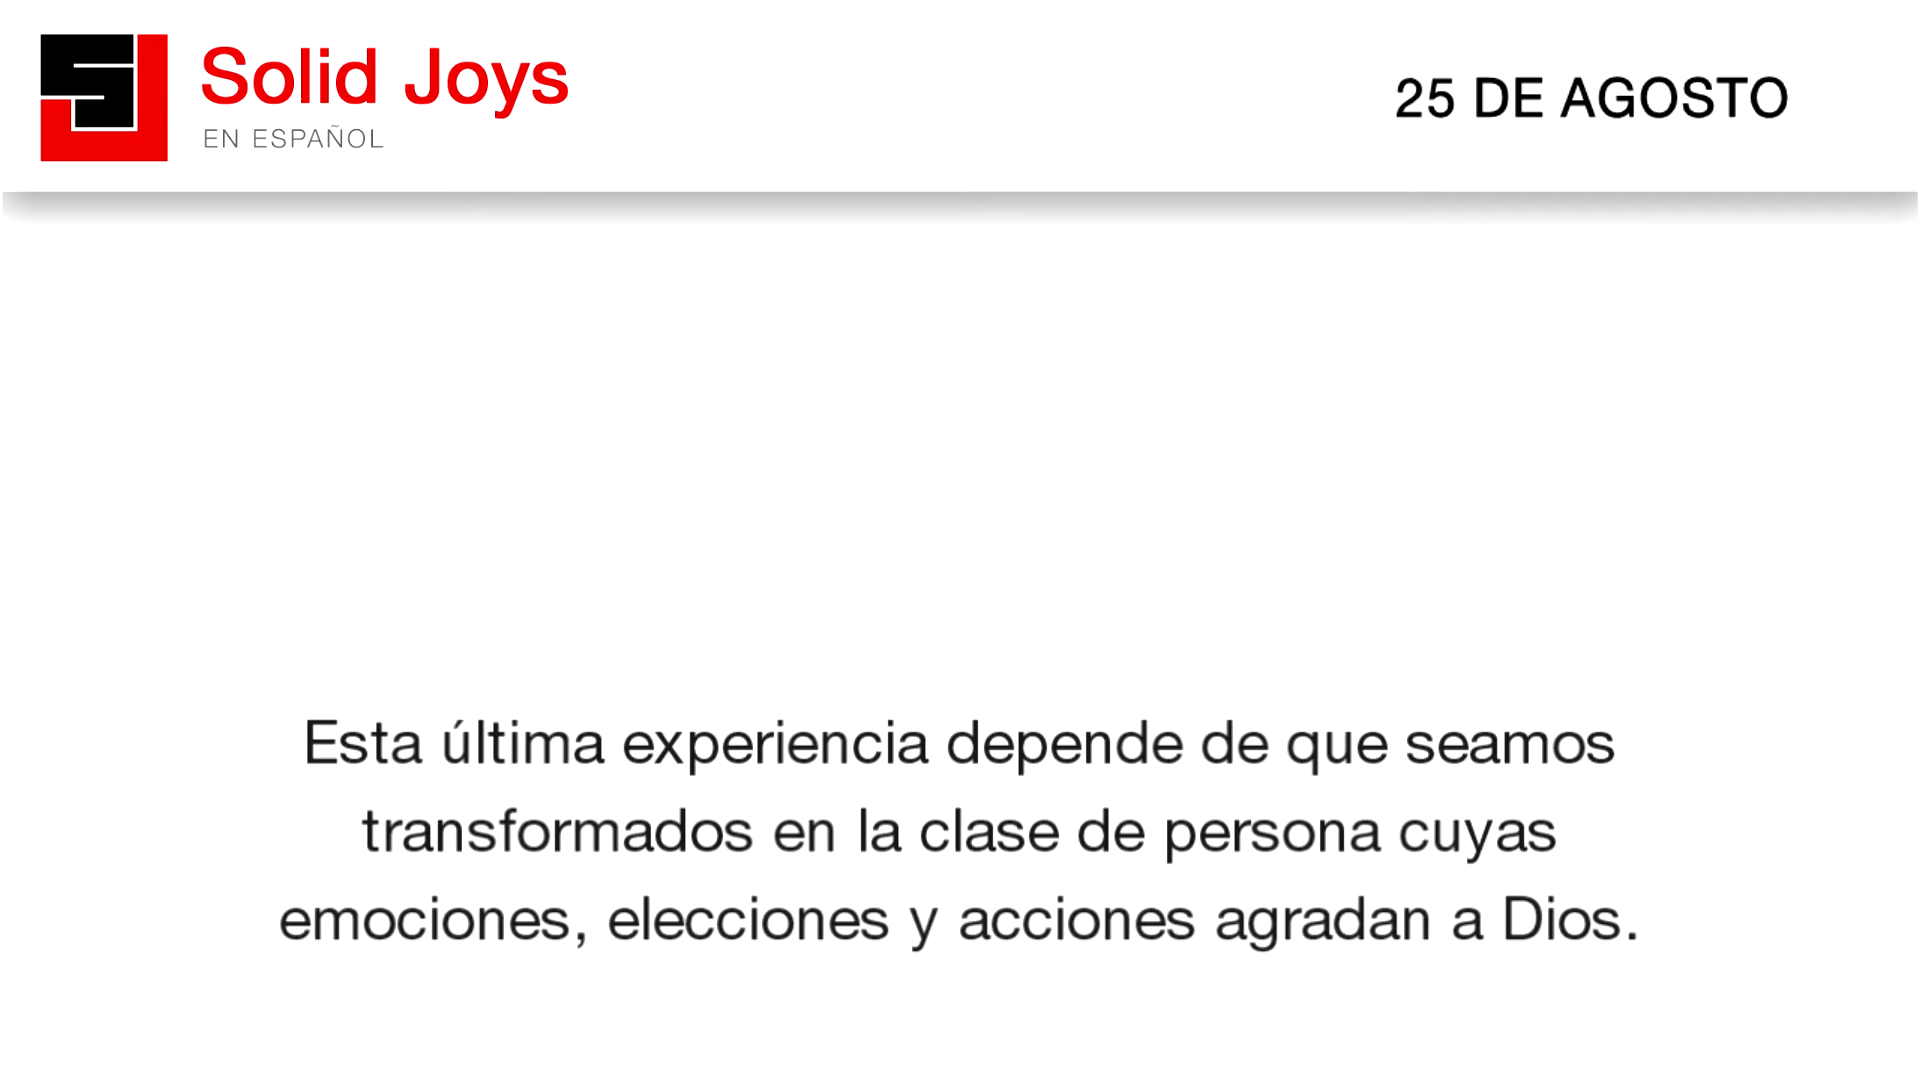 Solid Joys
EN ESPAÑOL
25 DE AGOSTO
Esta última experiencia depende de que seamos
transformados en la clase de persona cuyas
emociones, elecciones y acciones agradan a Dios.